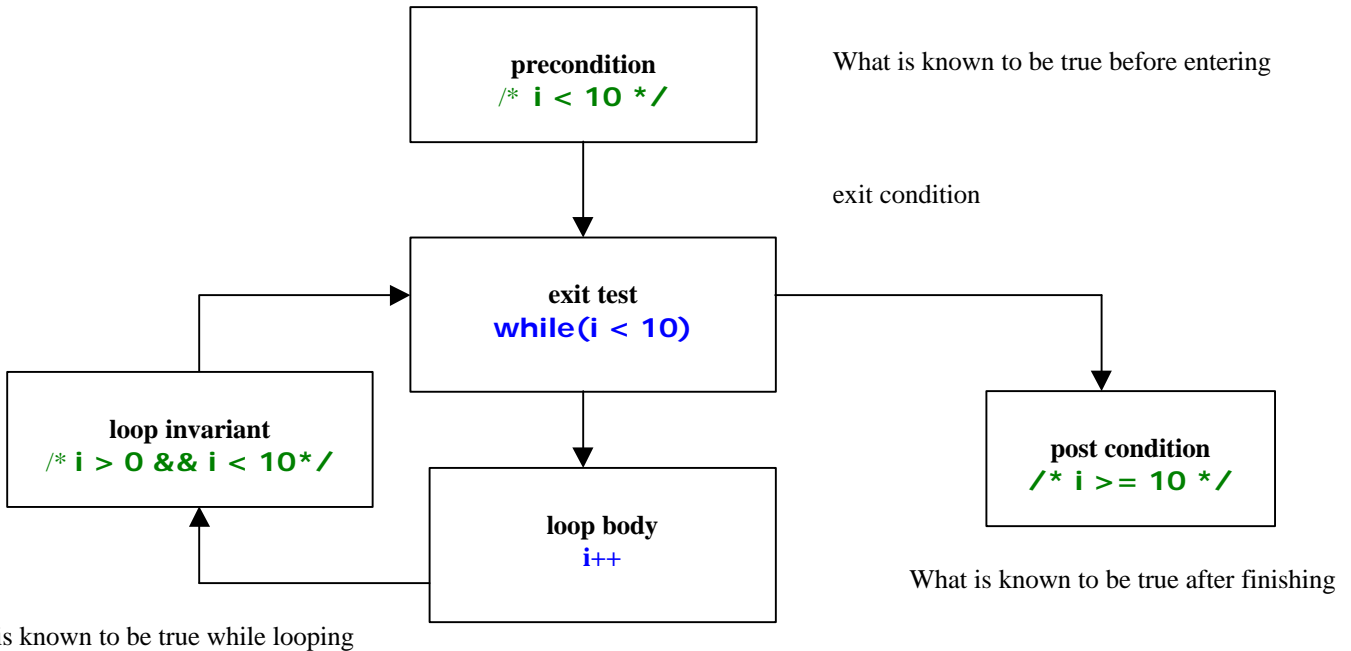 precondition
/* i < 10 */
What is known to be true before entering
exit condition
exit test
while(i < 10)
loop invariant
/* i > 0 && i < 10*/
post condition
/* i >= 10 */
loop body
i++
What is known to be true after finishing
is known to be true while looping